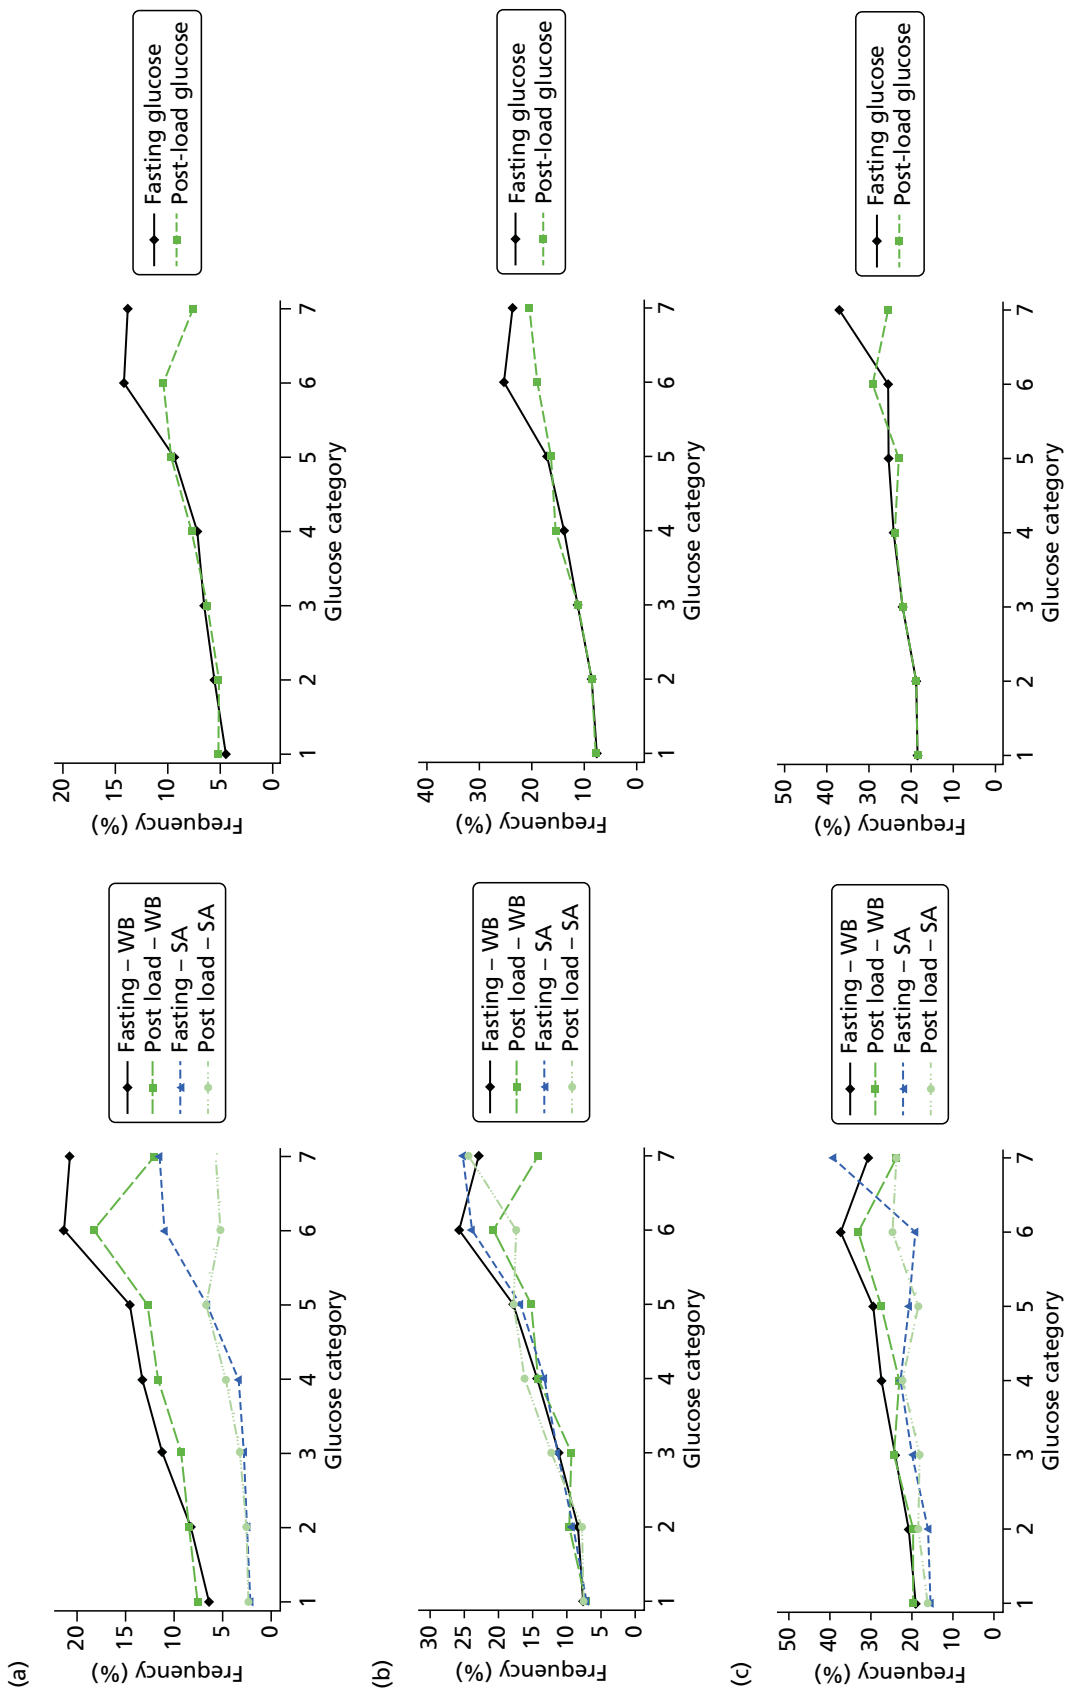 (a)
20
15
10
5
0
Frequency (%)
1 2 3 4 5 6 7
Glucose category
Fasting – WB
Post load – WB
Fasting – SA
Post load – SA
20
15
10
5
0
Frequency (%)
1 2 3 4 5 6 7
Glucose category
Fasting glucose
Post-load glucose
(b)
30
25
20
15
10
5
0
Frequency (%)
1 2 3 4 5 6 7
Glucose category
Fasting – WB
Post load – WB
Fasting – SA
Post load – SA
40
30
20
10
0
Frequency (%)
1 2 3 4 5 6 7
Glucose category
Fasting glucose
Post-load glucose
(c)
50
40
30
20
10
0
Frequency (%)
1 2 3 4 5 6 7
Glucose category
Fasting – WB
Post load – WB
Fasting – SA
Post load – SA
50
40
30
20
10
0
Frequency (%)
1 2 3 4 5 6 7
Glucose category
Fasting glucose
Post-load glucose